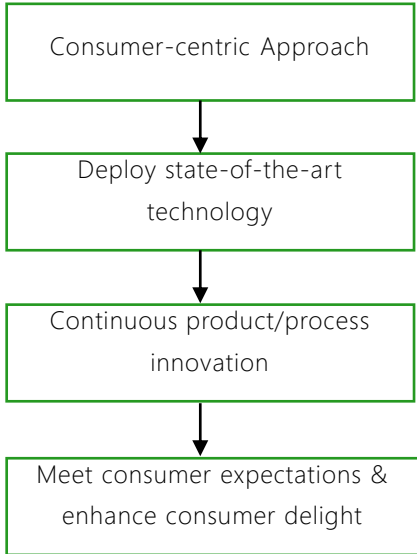 Consumer-centric Approach
Deploy state-of-the-art
technology
Continuous product/process
innovation
Meet consumer expectations &
enhance consumer delight